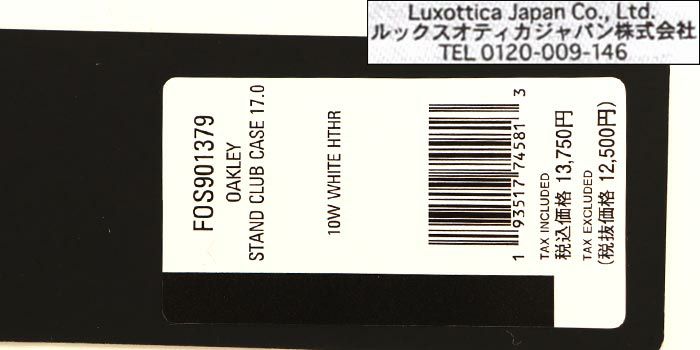 Luxottica Japan Co., Ltd.
ルックスオティカジャパン株式会社
TEL 0120-009-146
FOS901379
OAKLEY
STAND CLUB CASE 17.0
10W WHITE HTHR
1 93517 74581 3
TAX INCLUDED
税込価格 13,750円
TAX EXCLUDED
(税抜価格 12,500円)